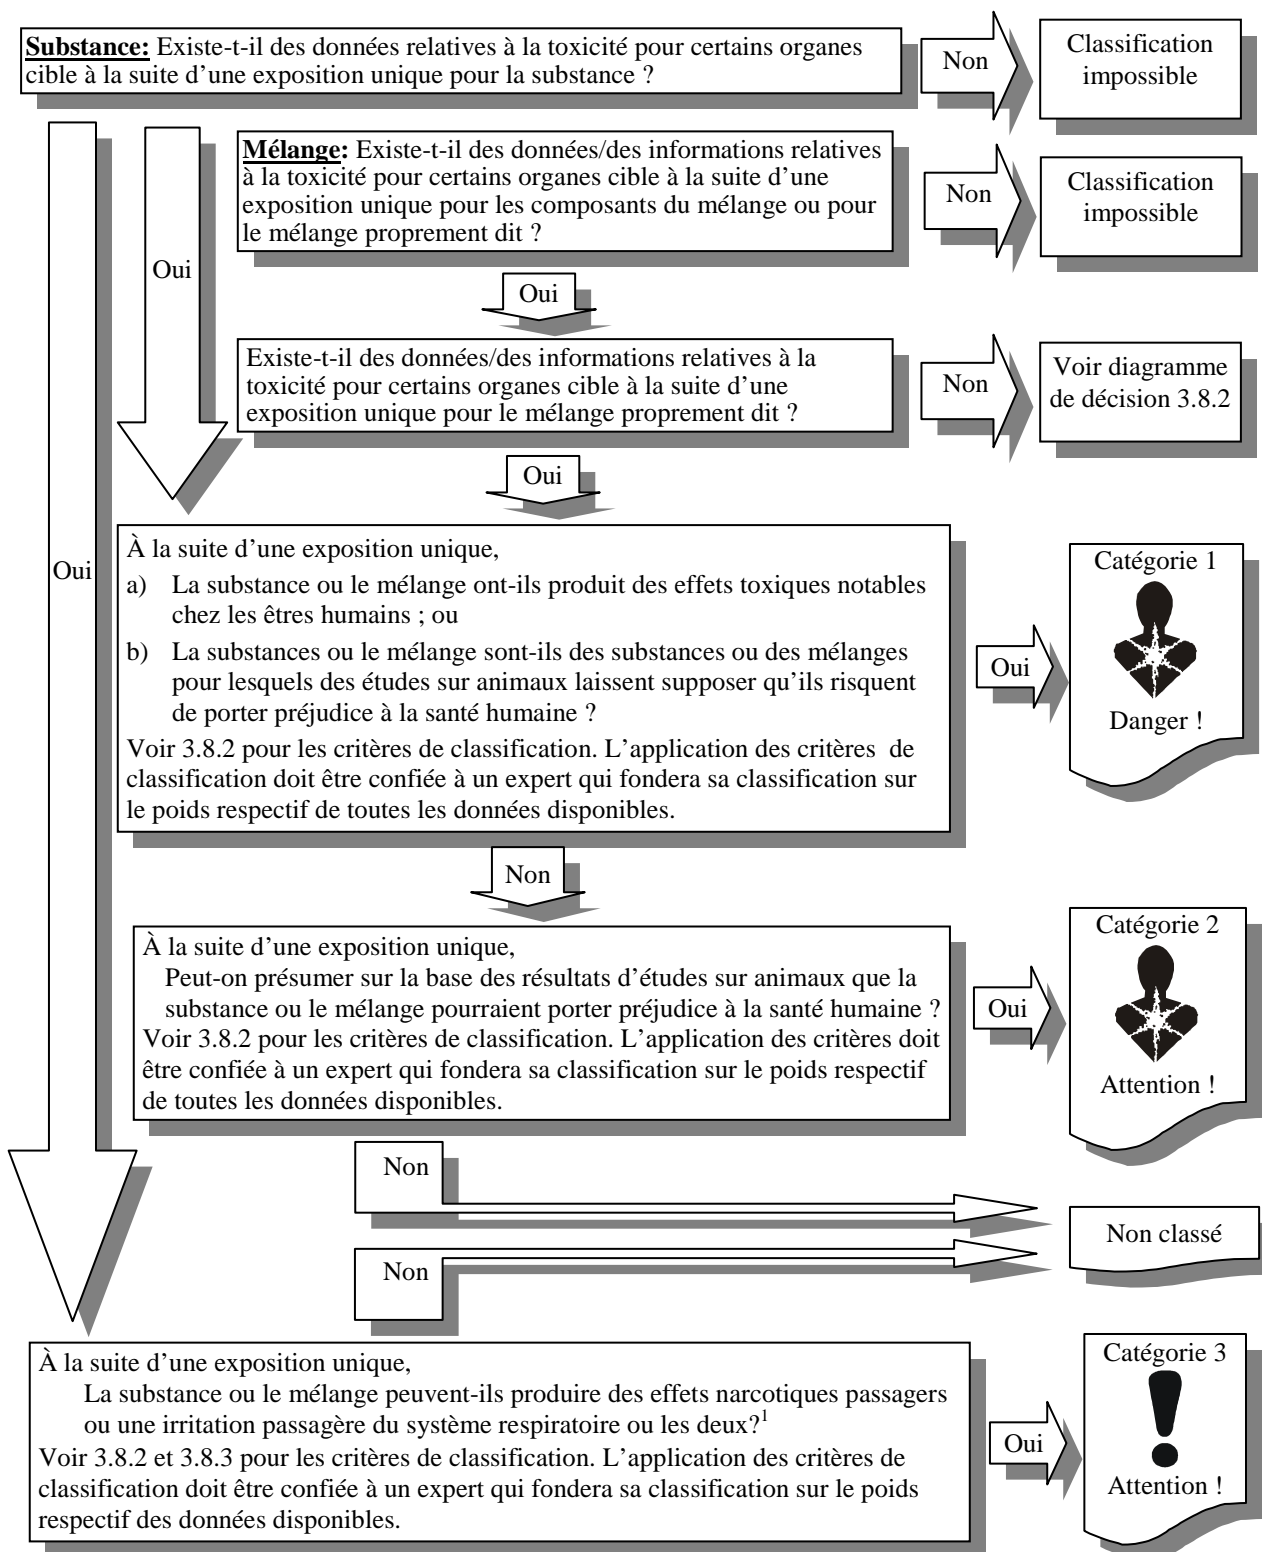 Substance: Existe-t-il des données relatives à la toxicité pour certains organes
cible à la suite d’une exposition unique pour la substance ?
Non
Classification
impossible
Mélange: Existe-t-il des données/des informations relatives
à la toxicité pour certains organes cible à la suite d’une
exposition unique pour les composants du mélange ou pour
le mélange proprement dit ?
Non
Classification
impossible
Oui
Oui
Existe-t-il des données/des informations relatives à la
toxicité pour certains organes cible à la suite d’une
exposition unique pour le mélange proprement dit ?
Non
Voir diagramme
de décision 3.8.2
Oui
Oui
À la suite d’une exposition unique,
a) La substance ou le mélange ont-ils produit des effets toxiques notables
chez les êtres humains ; ou
b) La substances ou le mélange sont-ils des substances ou des mélanges
pour lesquels des études sur animaux laissent supposer qu’ils risquent
de porter préjudice à la santé humaine ?
Voir 3.8.2 pour les critères de classification. L’application des critères de
classification doit être confiée à un expert qui fondera sa classification sur
le poids respectif de toutes les données disponibles.
Oui
Catégorie 1
Danger !
Non
À la suite d’une exposition unique,
Peut-on présumer sur la base des résultats d’études sur animaux que la
substance ou le mélange pourraient porter préjudice à la santé humaine ?
Voir 3.8.2 pour les critères de classification. L’application des critères doit
être confiée à un expert qui fondera sa classification sur le poids respectif
de toutes les données disponibles.
Oui
Catégorie 2
Attention !
Non
Non classé
Non
À la suite d’une exposition unique,
La substance ou le mélange peuvent-ils produire des effets narcotiques passagers
ou une irritation passagère du système respiratoire ou les deux?1
Voir 3.8.2 et 3.8.3 pour les critères de classification. L’application des critères de
classification doit être confiée à un expert qui fondera sa classification sur le poids
respectif des données disponibles.
Oui
Catégorie 3
Attention !